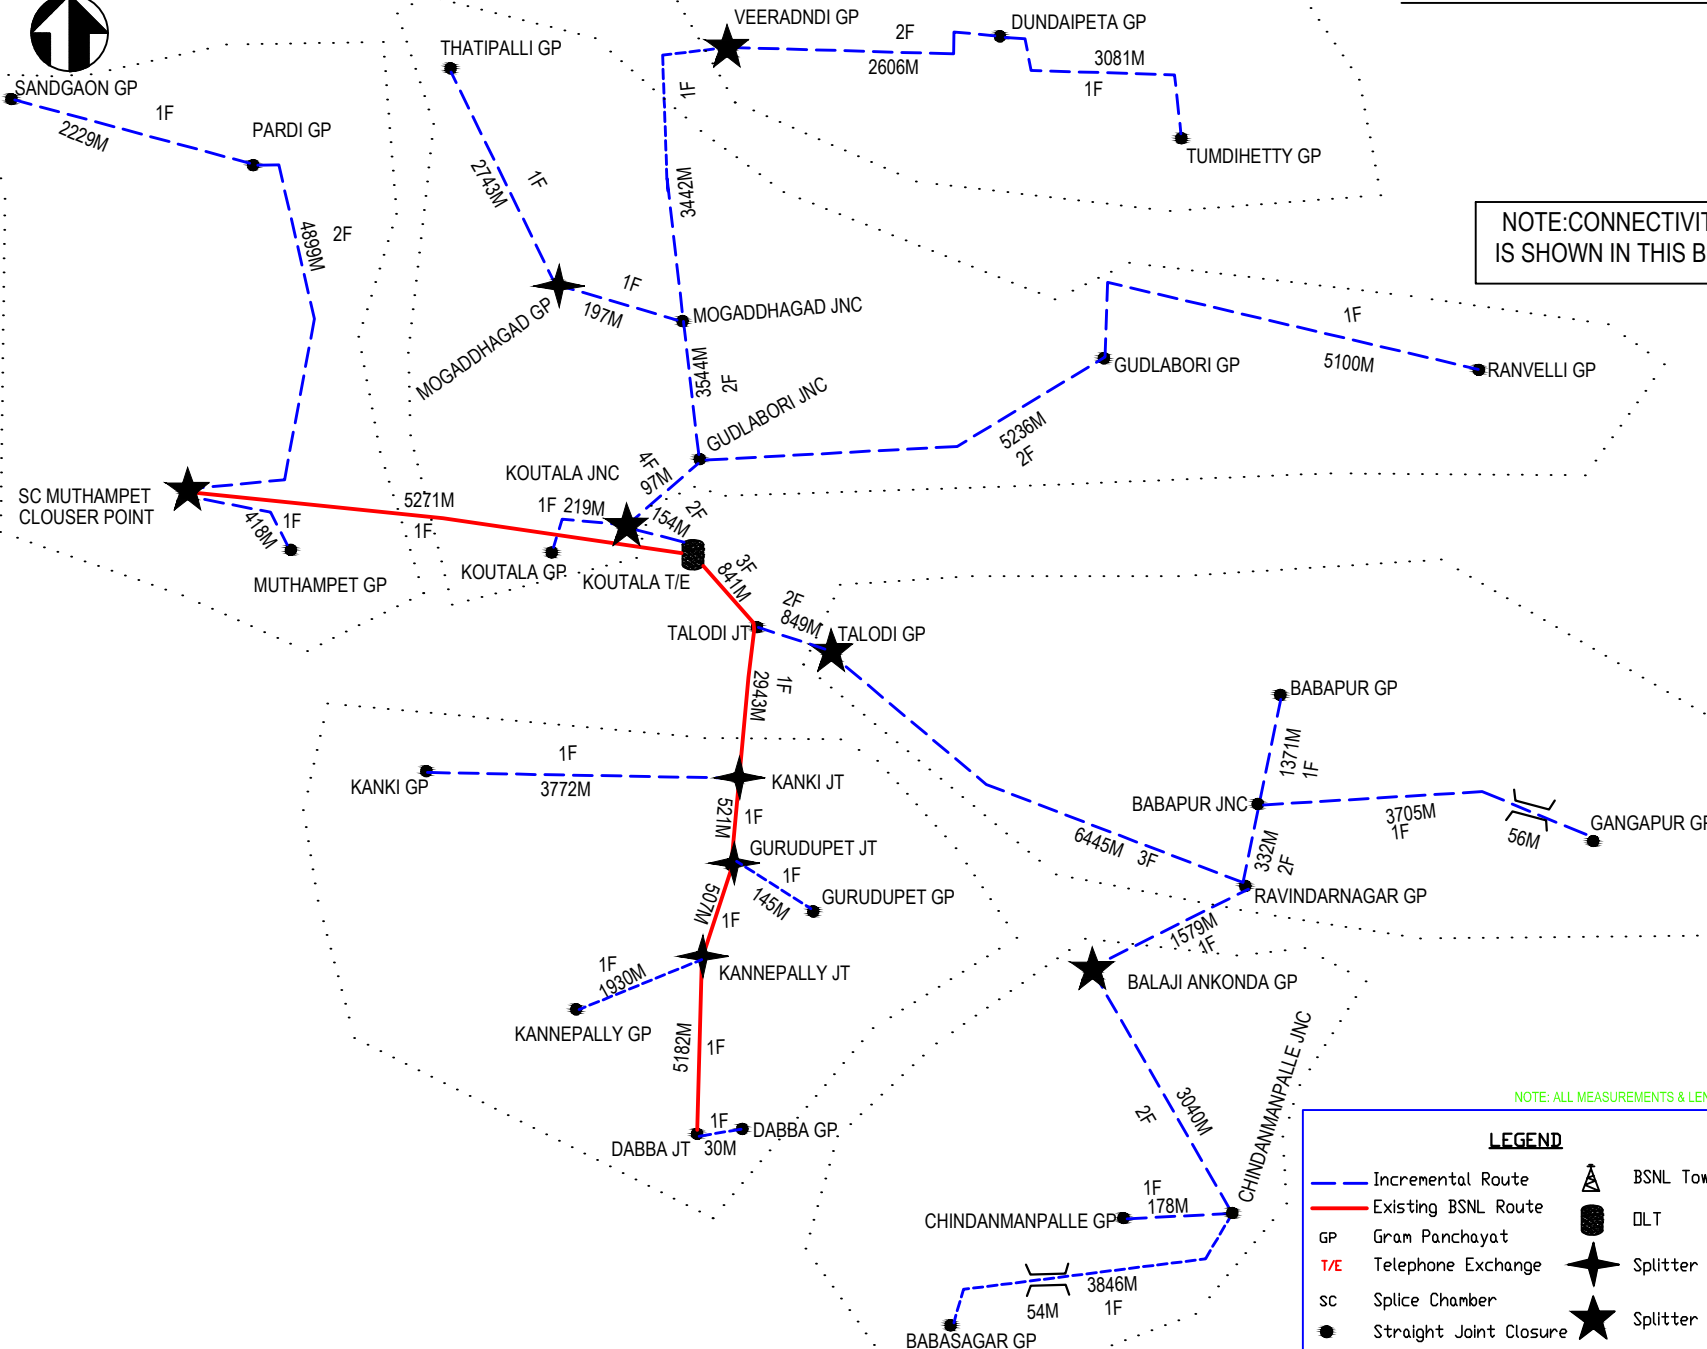 VEERADNDI GP
DUNDAIPETA GP
2F
2606M
3081M
1F
THATIPALLI GP
SANDGAON GP
1F
2229M
PARDI GP
1F
TUMDIHETTY GP
2743M
1F
3442M
4899M
2F
NOTE:CONNECTIVIT
IS SHOWN IN THIS B
1F
197M
MOGADDHAGAD GP
MOGADDHAGAD JNC
3544M
2F
GUDLABORI GP
1F
5100M
RANVELLI GP
GUDLABORI JNC
5236M
2F
KOUTALA JNC
4F
97M
SC MUTHAMPET
CLOUSER POINT
5271M
1F
1F 219M
154M
2F
418M
1F
MUTHAMPET GP
KOUTALA GP
KOUTALA T/E
3F
841M
2F
849M
TALODI JT
TALODI GP
2943M
1F
BABAPUR GP
1F
3772M
KANKI GP
KANKI JT
1371M
1F
BABAPUR JNC
521M
1F
3705M
1F
56M
GANGAPUR GP
6445M 3F
332M
2F
GURUDUPET JT
1F
145M
GURUDUPET GP
RAVINDARNAGAR GP
507M
1F
1579M
1F
1F
1930M
KANNEPALLY JT
BALAJI ANKONDA GP
KANNEPALLY GP
5182M
1F
3040M
2F
CHINDANMANPALLE JNC
1F
30M
DABBA JT
DABBA GP
1F
178M
CHINDANMANPALLE GP
3846M
1F
54M
BABASAGAR GP
NOTE: ALL MEASUREMENTS & LEN
LEGEND
Incremental Route
BSNL Tow
Existing BSNL Route
OLT
GP Gram Panchayat
T/E Telephone Exchange
Splitter
SC Splice Chamber
Splitter
Straight Joint Closure